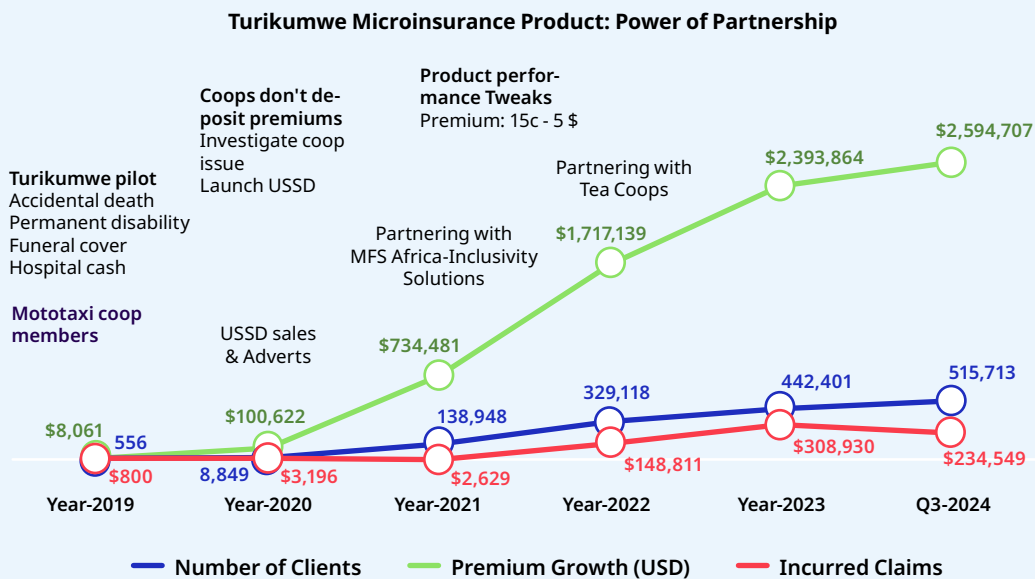 Turikumwe Microinsurance Product: Power of Partnership
Turikumwe pilot
Accidental death
Permanent disability
Funeral cover
Hospital cash
Mototaxi coop
members
Coops don't de-
posit premiums
Investigate coop
issue
Launch USSD
USSD sales
& Adverts
Product perfor-
mance Tweaks
Premium: 15c - 5 $
Partnering with
MFS Africa-Inclusivity
Solutions
Partnering with
Tea Coops
$8,061
$100,622
$734,481
$1,717,139
$2,393,864
$2,594,707
556
8,849
138,948
329,118
442,401
515,713
$800
$3,196
$2,629
$148,811
$308,930
$234,549
Year-2019
Year-2020
Year-2021
Year-2022
Year-2023
Q3-2024
Number of Clients
Premium Growth (USD)
Incurred Claims